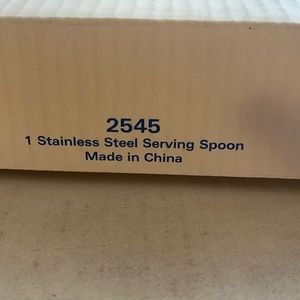 2545
1 Stainless Steel Serving Spoon
Made in China